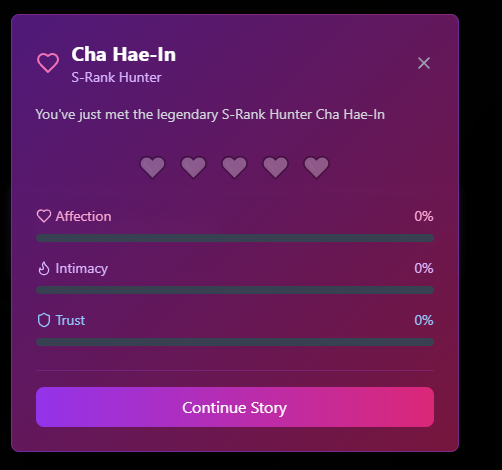 Cha Hae-In
S-Rank Hunter
You've just met the legendary S-Rank Hunter Cha Hae-In
Affection 0%
Intimacy 0%
Trust 0%
Continue Story